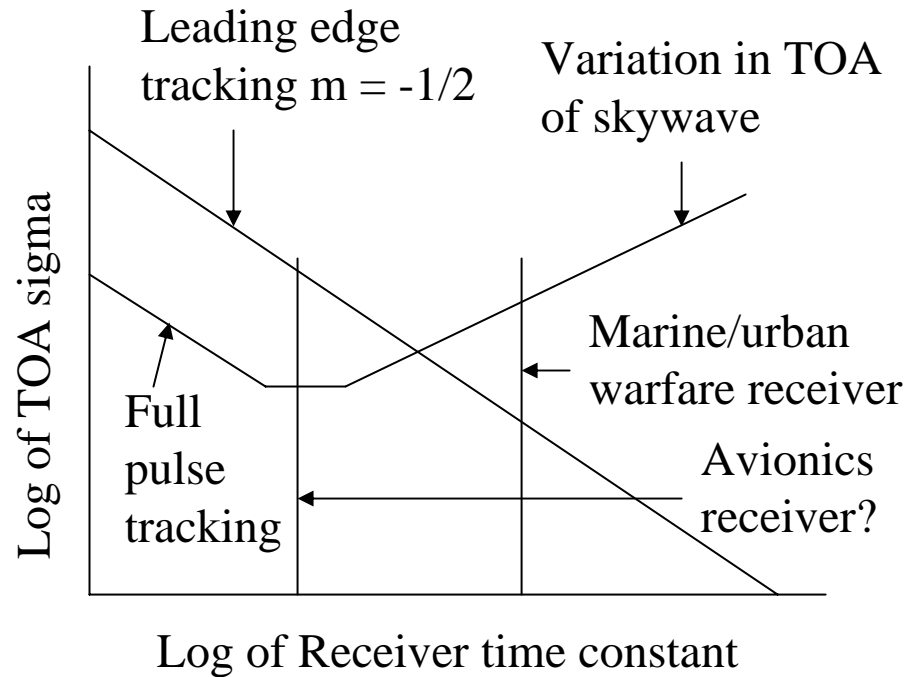 Leading edge
tracking m = -1/2
Variation in TOA
of skywave
Log of TOA sigma
Marine/urban
warfare receiver
Full
pulse
tracking
Avionics
receiver?
Log of Receiver time constant